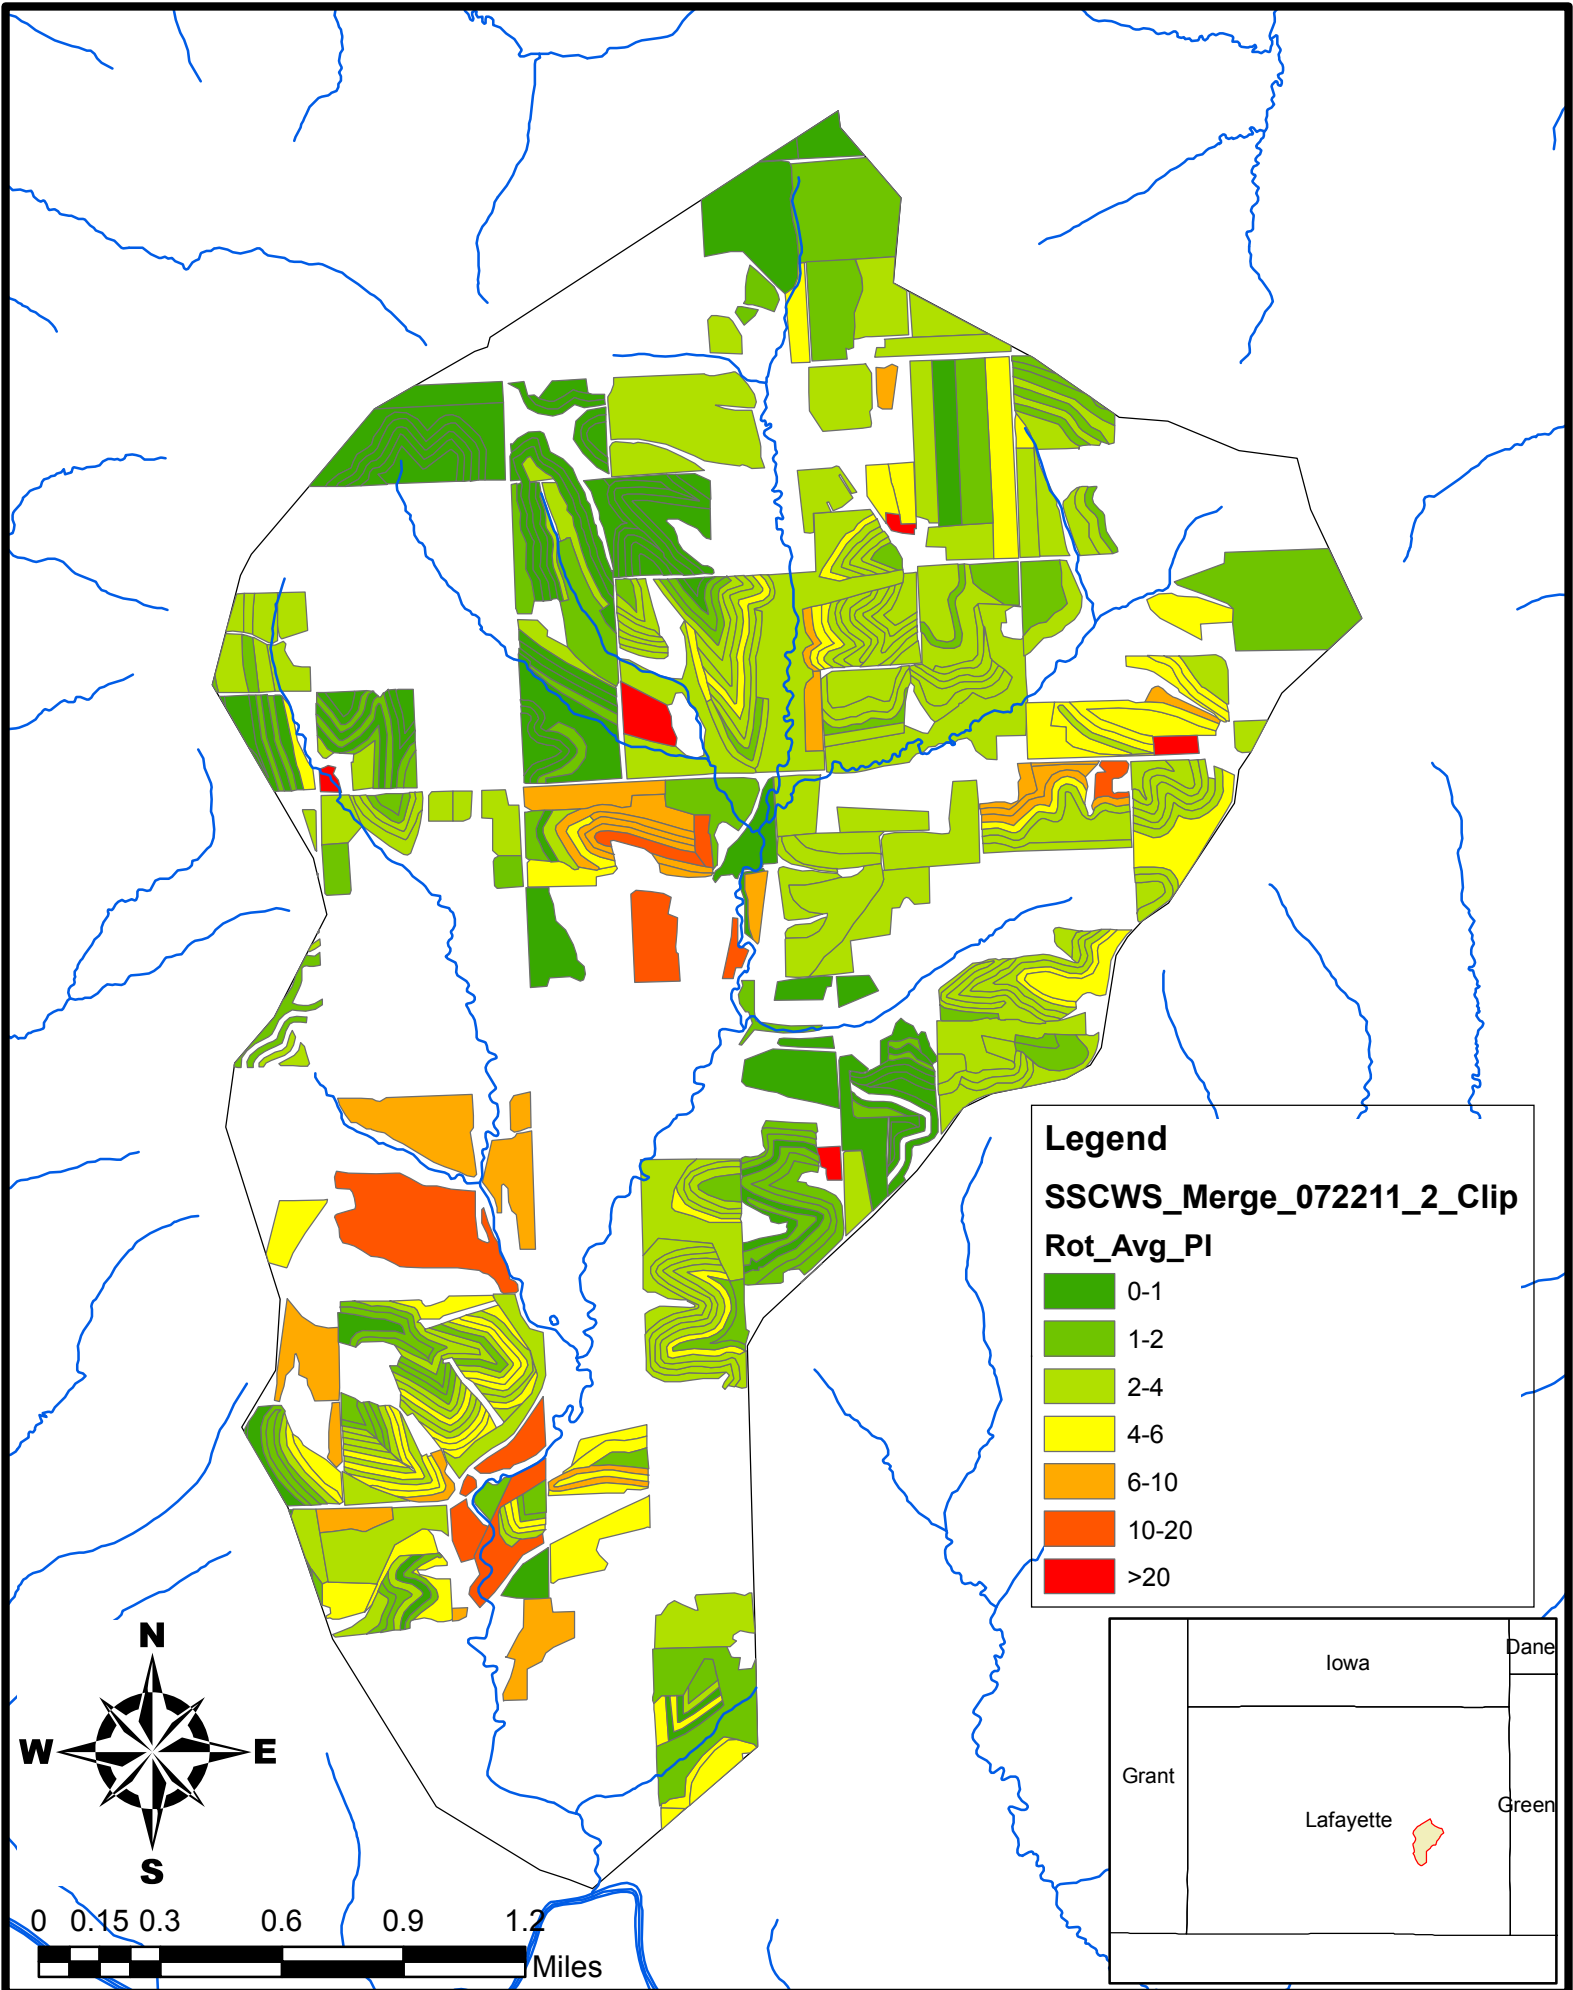 Legend
SSCWS_Merge_072211_2_Clip
Rot_Avg_PI
0-1
1-2
2-4
4-6
6-10
10-20
>20
N
W E
S
0 0.15 0.3 0.6 0.9 1.2
Miles
Iowa
Dane
Grant
Lafayette
Green